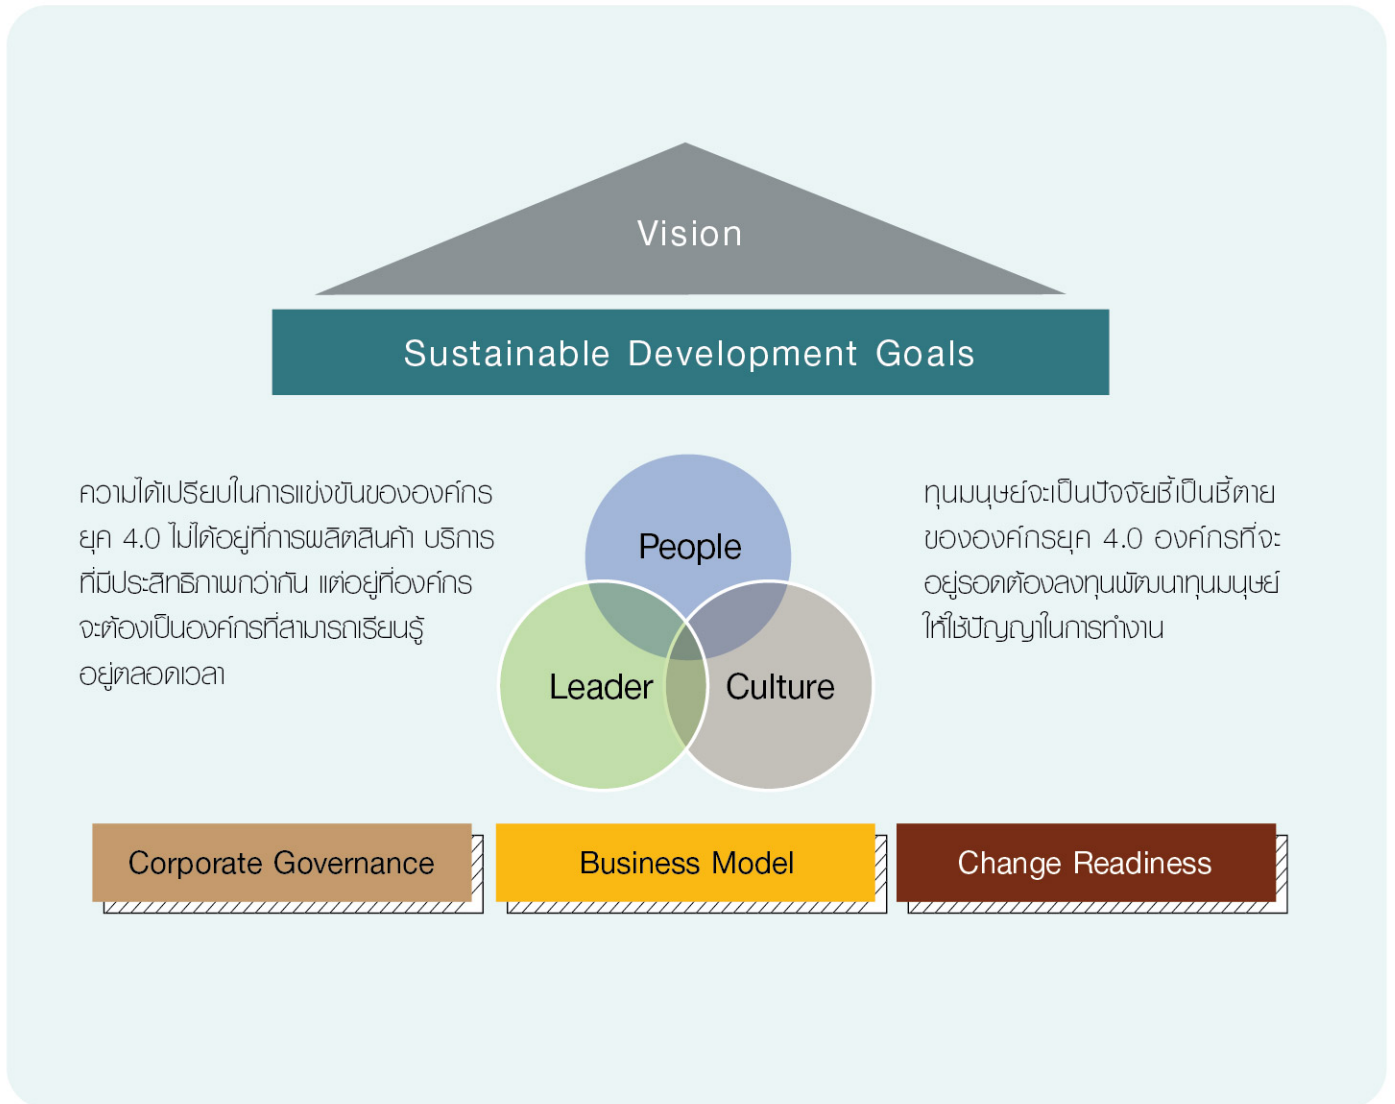 Vision
Sustainable Development Goals
ความได้เปรียบในการแข่งขันขององค์กร
ยุค 4.0 ไม่ได้อยู่ที่การผลิตสินค้า บริการ
ที่มีประสิทธิภาพกว่ากัน แต่อยู่ที่องค์กร
จะต้องเป็นองค์กรที่สามารถเรียนรู้
อยู่ตลอดเวลา
People
Leader
Culture
ทุนมนุษย์จะเป็นปัจจัยชี้เป็นชี้ตาย
ขององค์กรยุค 4.0 องค์กรที่จะ
อยู่รอดต้องลงทุนพัฒนาทุนมนุษย์
ให้ใช้ปัญญาในการทำงาน
Corporate Governance
Business Model
Change Readiness